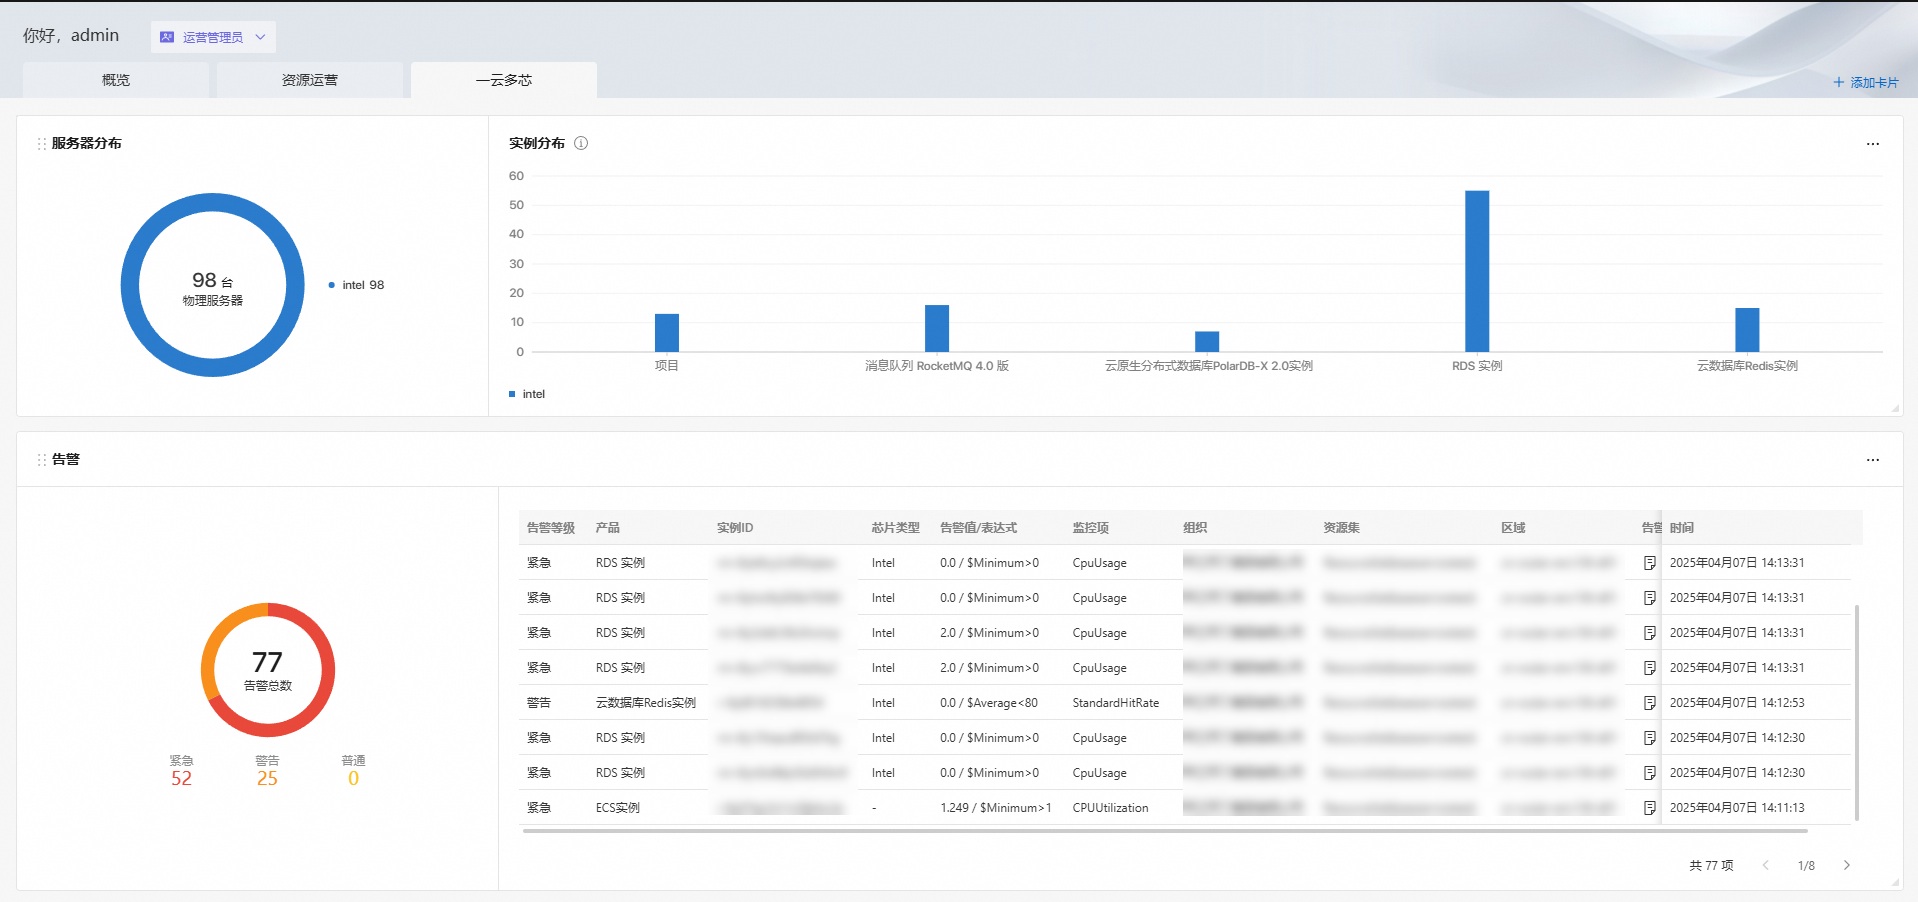 你好，admin
运营管理员
概览
资源运营
一云多芯
添加卡片
服务器分布
98 台
物理服务器
intel 98
实例分布
60
50
40
30
20
10
0
项目
消息队列 RocketMQ 4.0 版
云原生分布式数据库PolarDB-X 2.0实例
RDS 实例
云数据库Redis实例
intel
告警
77
告警总数
紧急
52
警告
25
普通
0
告警等级 产品 实例ID 芯片类型 告警值/表达式 监控项 组织 资源集 区域 告警 时间
紧急 RDS 实例 Intel 0.0 / $Minimum>0 CpuUsage 2025年04月07日 14:13:31
紧急 RDS 实例 Intel 0.0 / $Minimum>0 CpuUsage 2025年04月07日 14:13:31
紧急 RDS 实例 Intel 2.0 / $Minimum>0 CpuUsage 2025年04月07日 14:13:31
紧急 RDS 实例 Intel 2.0 / $Minimum>0 CpuUsage 2025年04月07日 14:13:31
警告 云数据库Redis实例 Intel 0.0 / $Average<80 StandardHitRate 2025年04月07日 14:12:53
紧急 RDS 实例 Intel 0.0 / $Minimum>0 CpuUsage 2025年04月07日 14:12:30
紧急 RDS 实例 Intel 0.0 / $Minimum>0 CpuUsage 2025年04月07日 14:12:30
紧急 ECS实例 - 1.249 / $Minimum>1 CPUUtilization 2025年04月07日 14:11:13
共 77 项
1/8